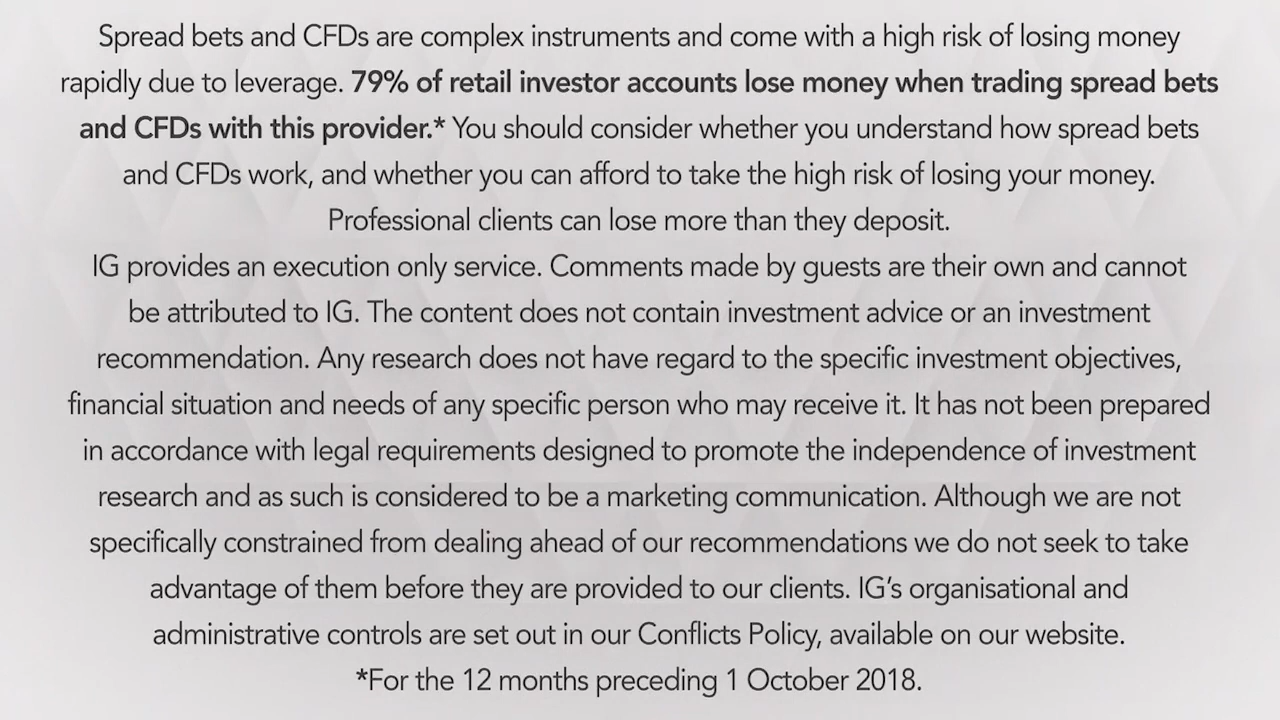 Spread bets and CFDs are complex instruments and come with a high risk of losing money
rapidly due to leverage. 79% of retail investor accounts lose money when trading spread bets
and CFDs with this provider.* You should consider whether you understand how spread bets
and CFDs work, and whether you can afford to take the high risk of losing your money.
Professional clients can lose more than they deposit.
IG provides an execution only service. Comments made by guests are their own and cannot
be attributed to IG. The content does not contain investment advice or an investment
recommendation. Any research does not have regard to the specific investment objectives,
financial situation and needs of any specific person who may receive it. It has not been prepared
in accordance with legal requirements designed to promote the independence of investment
research and as such is considered to be a marketing communication. Although we are not
specifically constrained from dealing ahead of our recommendations we do not seek to take
advantage of them before they are provided to our clients. IG’s organisational and
administrative controls are set out in our Conflicts Policy, available on our website.
*For the 12 months preceding 1 October 2018.